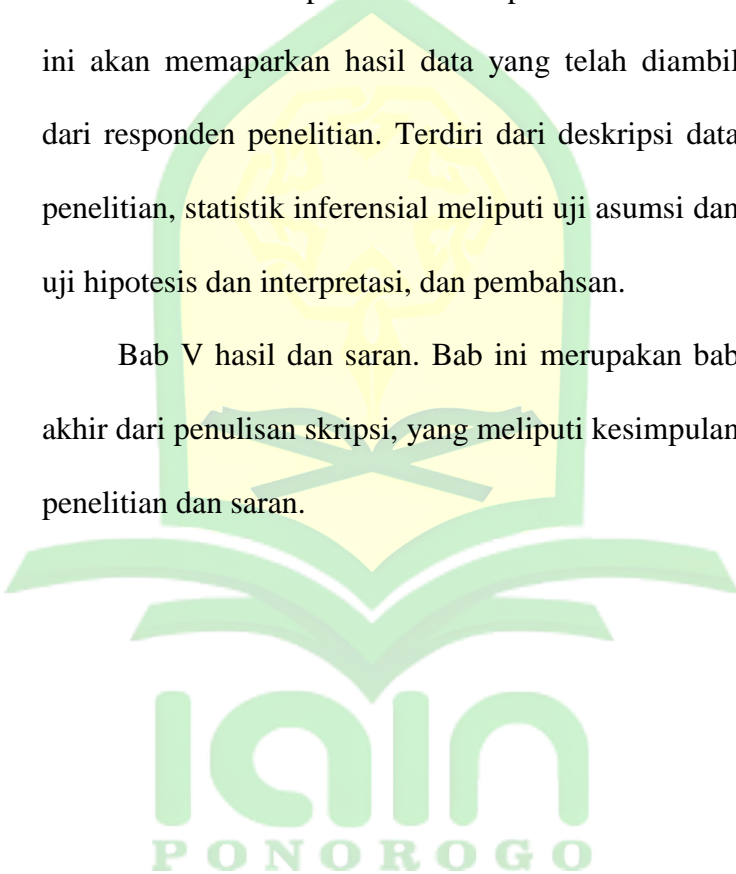 ini akan memaparkan hasil data yang telah diambil
dari responden penelitian. Terdiri dari deskripsi data
penelitian, statistik inferensial meliputi uji asumsi dan
uji hipotesis dan interpretasi, dan pembahsan.
Bab V hasil dan saran. Bab ini merupakan bab
akhir dari penulisan skripsi, yang meliputi kesimpulan
penelitian dan saran.
iain
PONOROGO